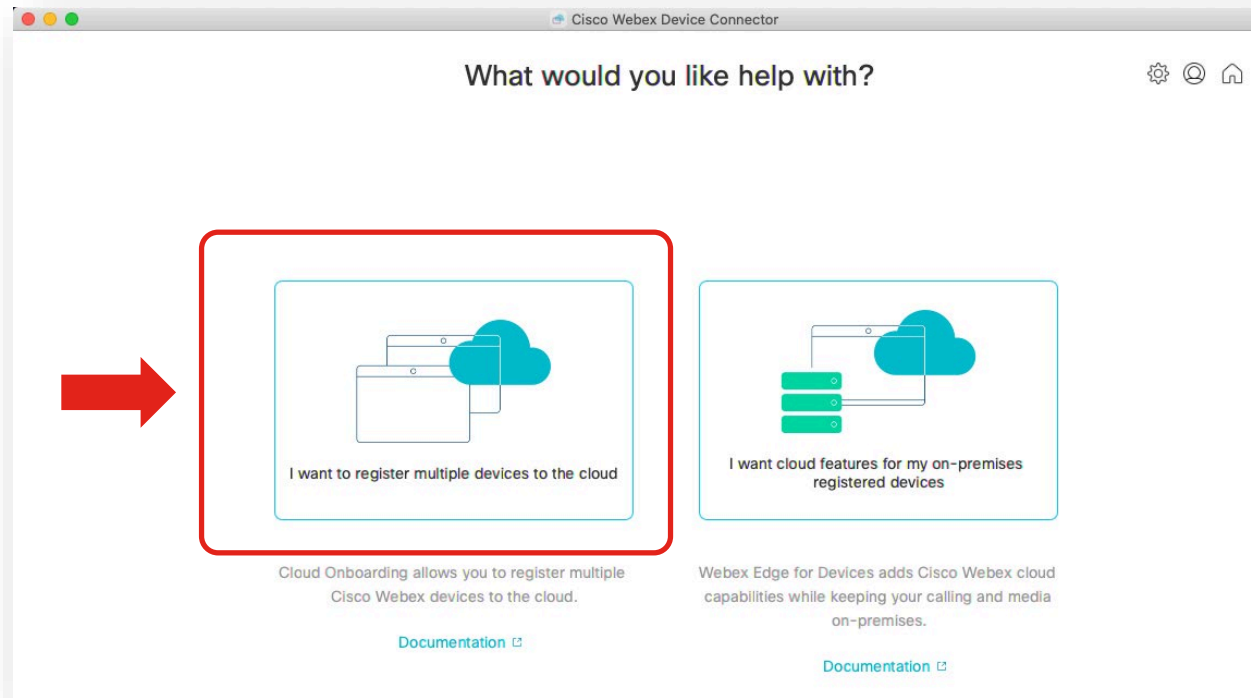 Cisco Webex Device Connector
What would you like help with?
I want to register multiple devices to the cloud
Cloud Onboarding allows you to register multiple
Cisco Webex devices to the cloud.
Documentation
I want cloud features for my on-premises
registered devices
Webex Edge for Devices adds Cisco Webex cloud
capabilities while keeping your calling and media
on-premises.
Documentation